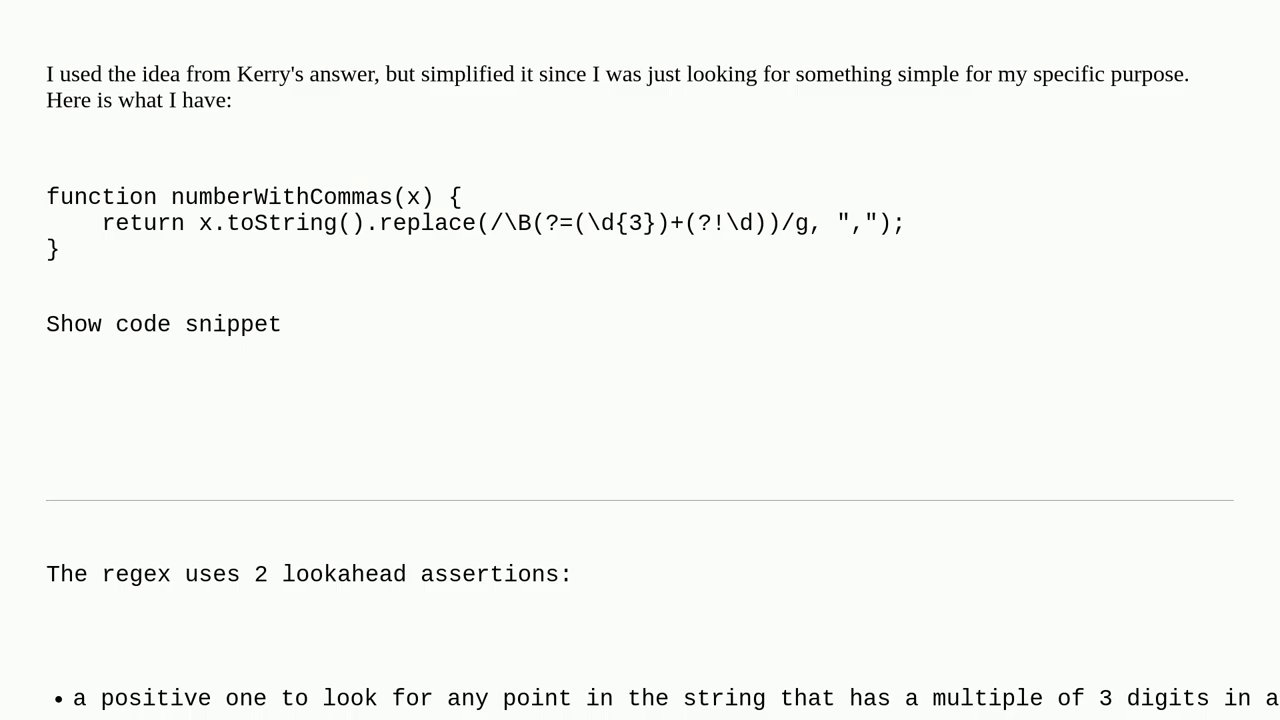 I used the idea from Kerry's answer, but simplified it since I was just looking for something simple for my specific purpose.
Here is what I have:
function numberWithCommas(x) {
    return x.toString().replace(/\B(?=(\d{3})+(?!\d))/g, ",");
}
Show code snippet
The regex uses 2 lookahead assertions:
• a positive one to look for any point in the string that has a multiple of 3 digits in a